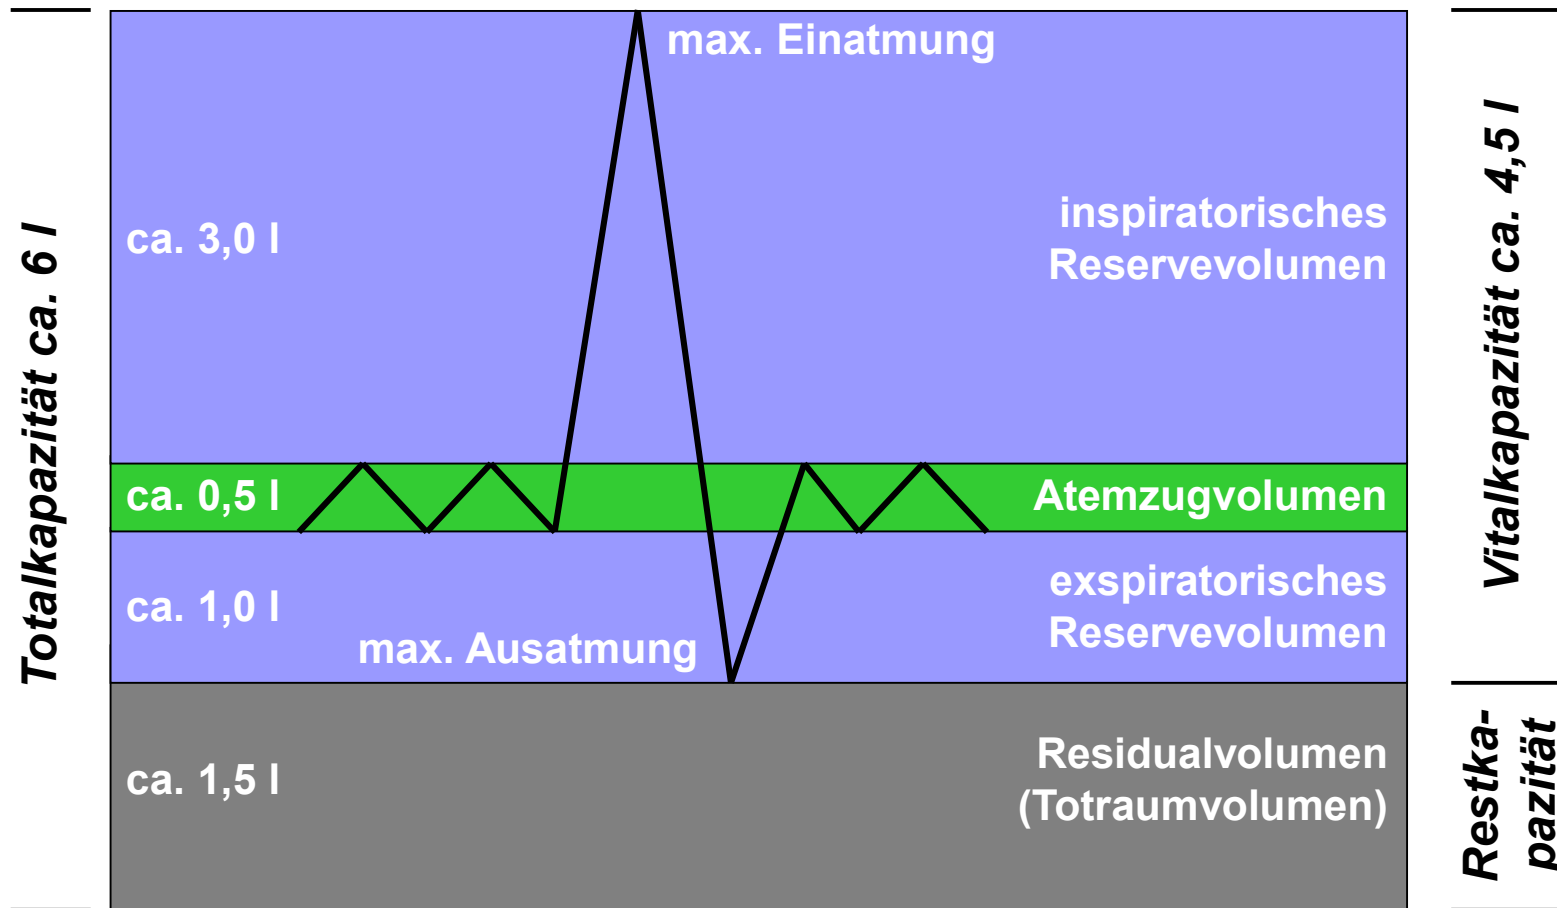 Totalkapazität ca. 6 l
max. Einatmung
ca. 3,0 l
inspiratorisches
Reservevolumen
ca. 0,5 l
Atemzugvolumen
ca. 1,0 l
exspiratorisches
Reservevolumen
max. Ausatmung
ca. 1,5 l
Residualvolumen
(Totraumvolumen)
Vitalkapazität ca. 4,5 l
Restka-
pazität